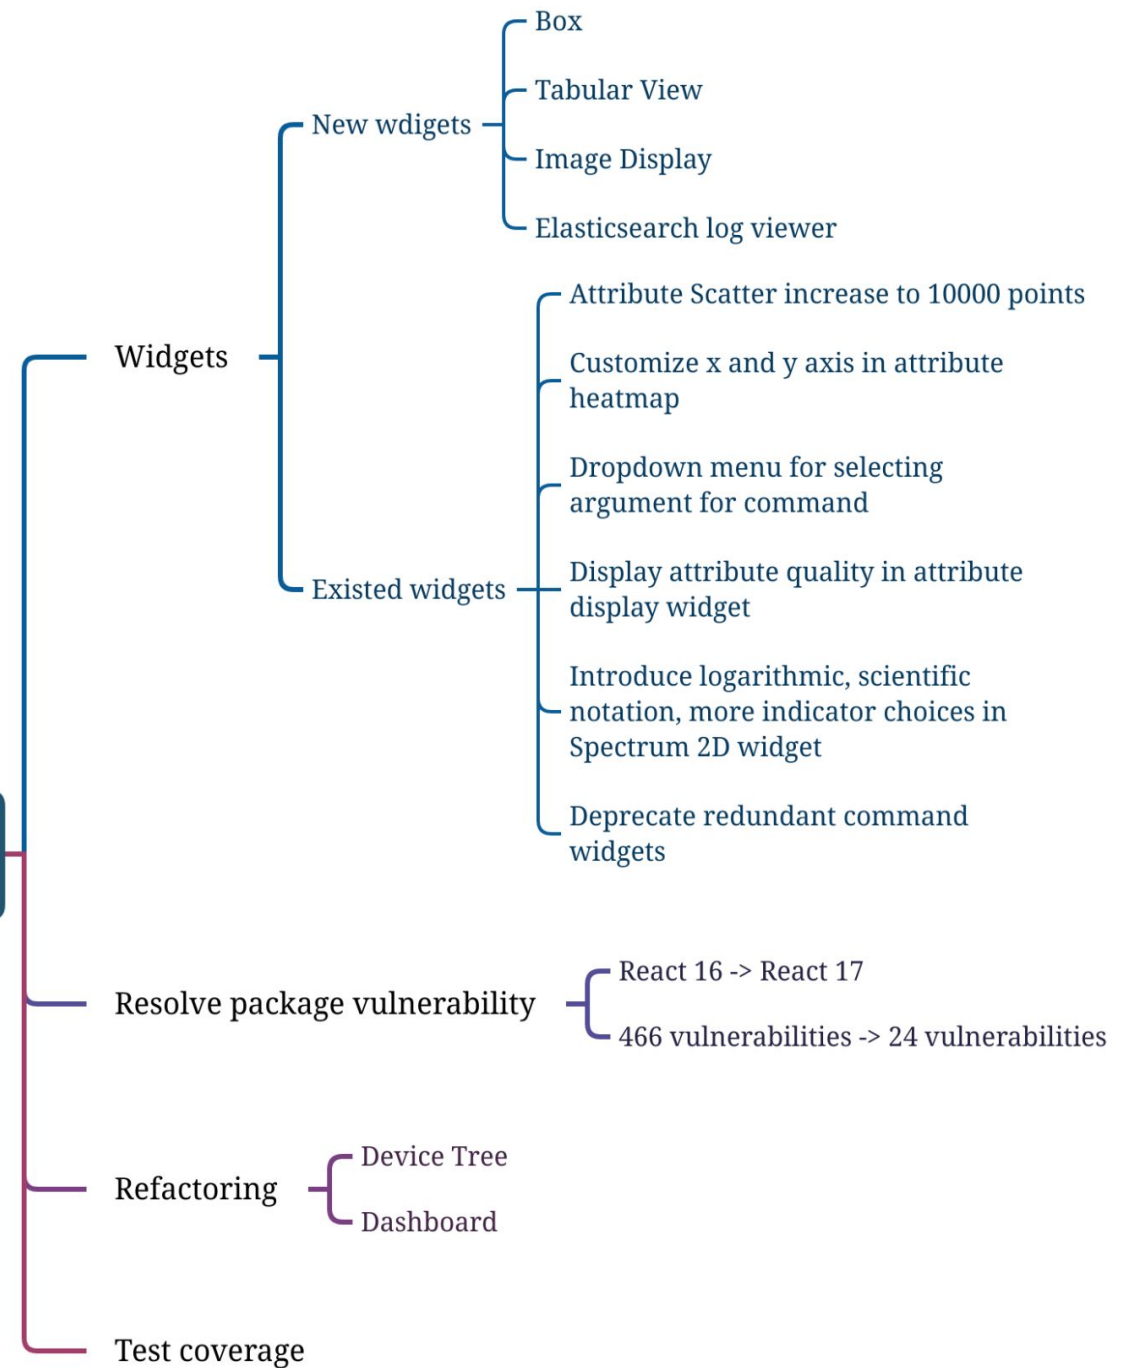 Box
Tabular View
New wdigets
Image Display
Elasticsearch log viewer
Widgets
Attribute Scatter increase to 10000 points
Customize x and y axis in attribute
heatmap
Dropdown menu for selecting
argument for command
Existed widgets
Display attribute quality in attribute
display widget
Introduce logarithmic, scientific
notation, more indicator choices in
Spectrum 2D widget
Deprecate redundant command
widgets
Resolve package vulnerability
React 16 -> React 17
466 vulnerabilities -> 24 vulnerabilities
Refactoring
Device Tree
Dashboard
Test coverage